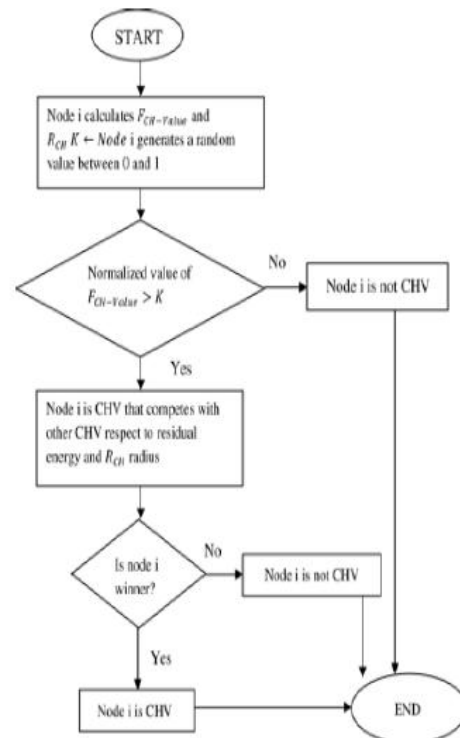 START
Node i calculates F_CH-Value and
R_CH K ← Node i generates a random
value between 0 and 1
Normalized value of
F_CH-Value > K
No
Node i is not CHV
Yes
Node i is CHV that competes with
other CHV respect to residual
energy and R_CH radius
Is node i
winner?
No
Node i is not CHV
Yes
Node i is CHV
END